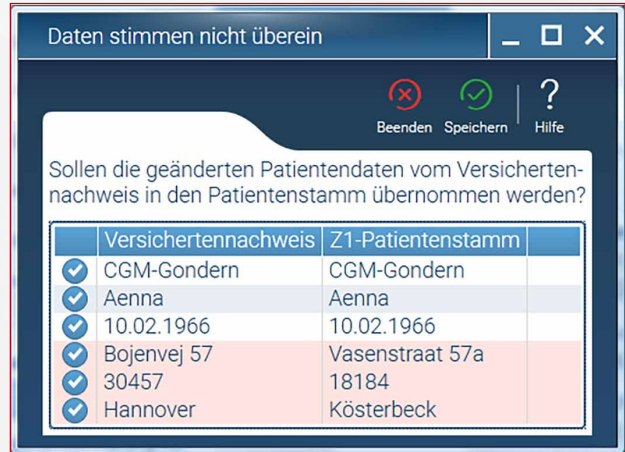 Daten stimmen nicht überein
Beenden Speichern Hilfe
Sollen die geänderten Patientendaten vom Versicherten-
nachweis in den Patientenstamm übernommen werden?
Versichertennachweis Z1-Patientenstamm
CGM-Gondern CGM-Gondern
Aenna Aenna
10.02.1966 10.02.1966
Bojenvej 57 Vasenstraat 57a
30457 18184
Hannover Kösterbeck